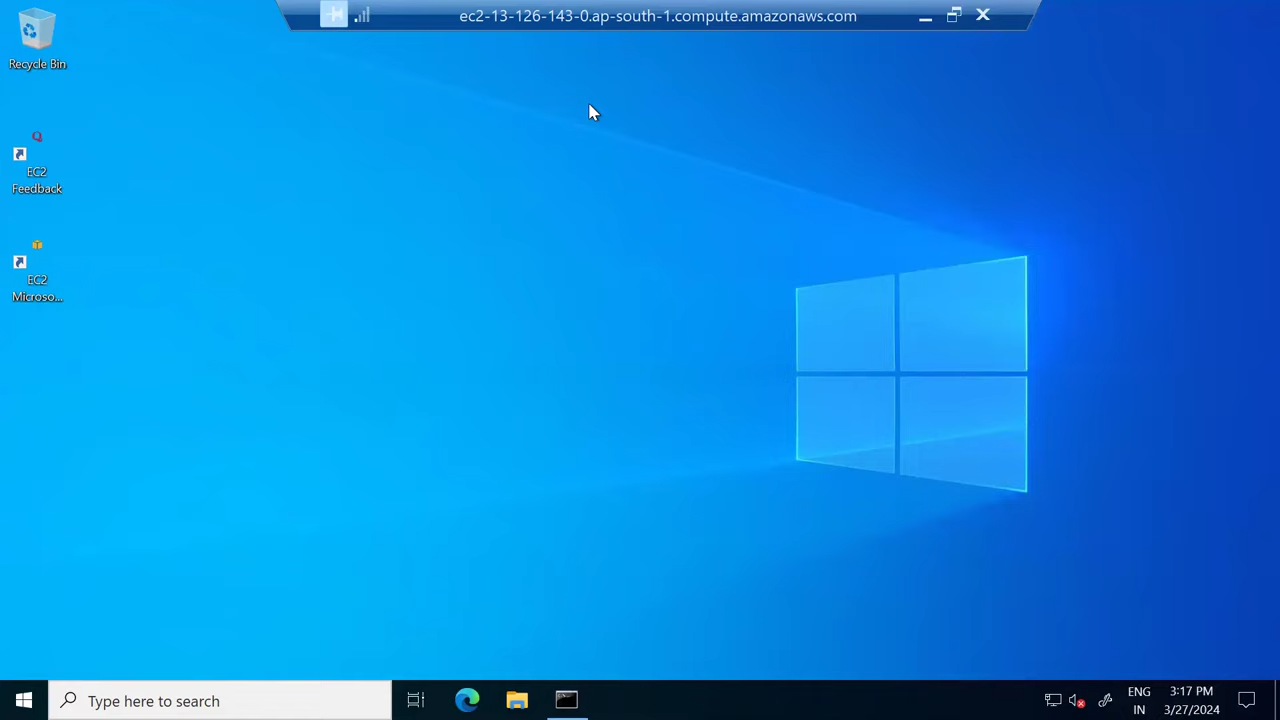 ec2-13-126-143-0.ap-south-1.compute.amazonaws.com
Recycle Bin
EC2
Feedback
EC2
Microso...
Type here to search
ENG
IN
3:17 PM
3/27/2024